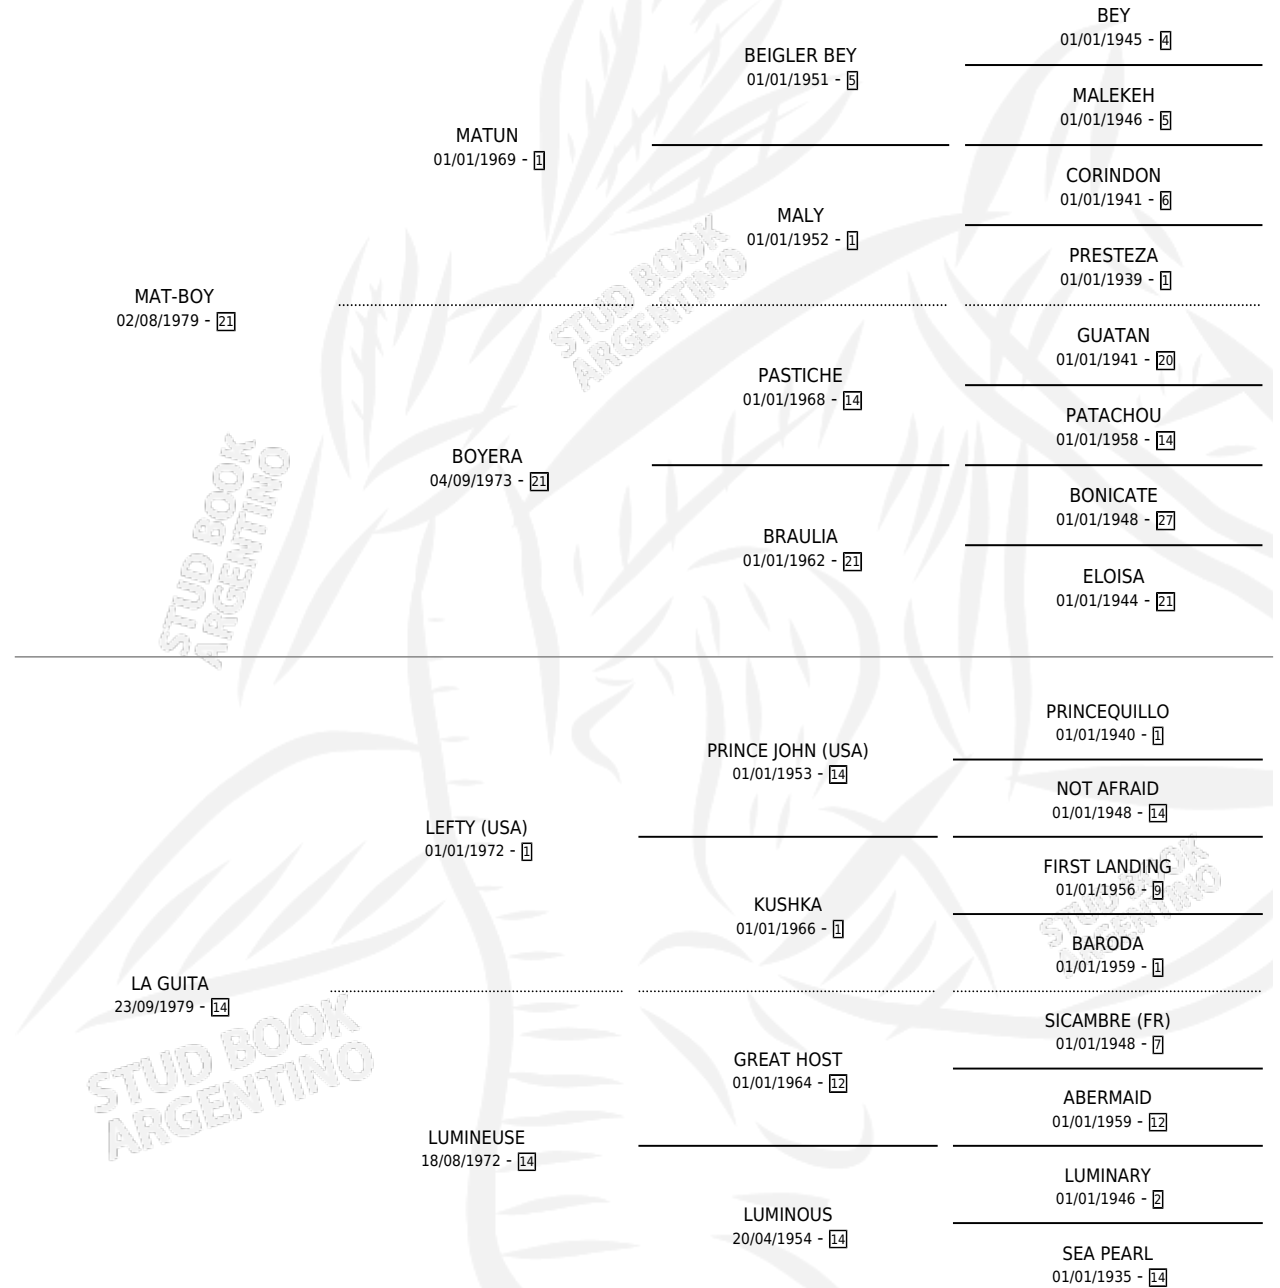 BEY
01/01/1945 - 4
BEIGLER BEY
01/01/1951 - 5
MALEKEH
01/01/1946 - 5
MATUN
01/01/1969 - 1
CORINDON
01/01/1941 - 6
MALY
01/01/1952 - 1
PRESTEZA
01/01/1939 - 1
MAT-BOY
02/08/1979 - 21
GUATAN
01/01/1941 - 20
PASTICHE
01/01/1968 - 14
PATACHOU
01/01/1958 - 14
BOYERA
04/09/1973 - 21
BONICATE
01/01/1948 - 27
BRAULIA
01/01/1962 - 21
ELOISA
01/01/1944 - 21
PRINCEQUILLO
01/01/1940 - 1
PRINCE JOHN (USA)
01/01/1953 - 14
NOT AFRAID
01/01/1948 - 14
LEFTY (USA)
01/01/1972 - 1
FIRST LANDING
01/01/1956 - 9
KUSHKA
01/01/1966 - 1
BARODA
01/01/1959 - 1
LA GUITA
23/09/1979 - 14
SICAMBRE (FR)
01/01/1948 - 7
GREAT HOST
01/01/1964 - 12
ABERMAID
01/01/1959 - 12
LUMINEUSE
18/08/1972 - 14
LUMINARY
01/01/1946 - 2
LUMINOUS
20/04/1954 - 14
SEA PEARL
01/01/1935 - 14
STUD BOOK
ARGENTINO
STUD BOOK
ARGENTINO
STUD BOOK
ARGENTINO
STUD BOOK
ARGENTINO